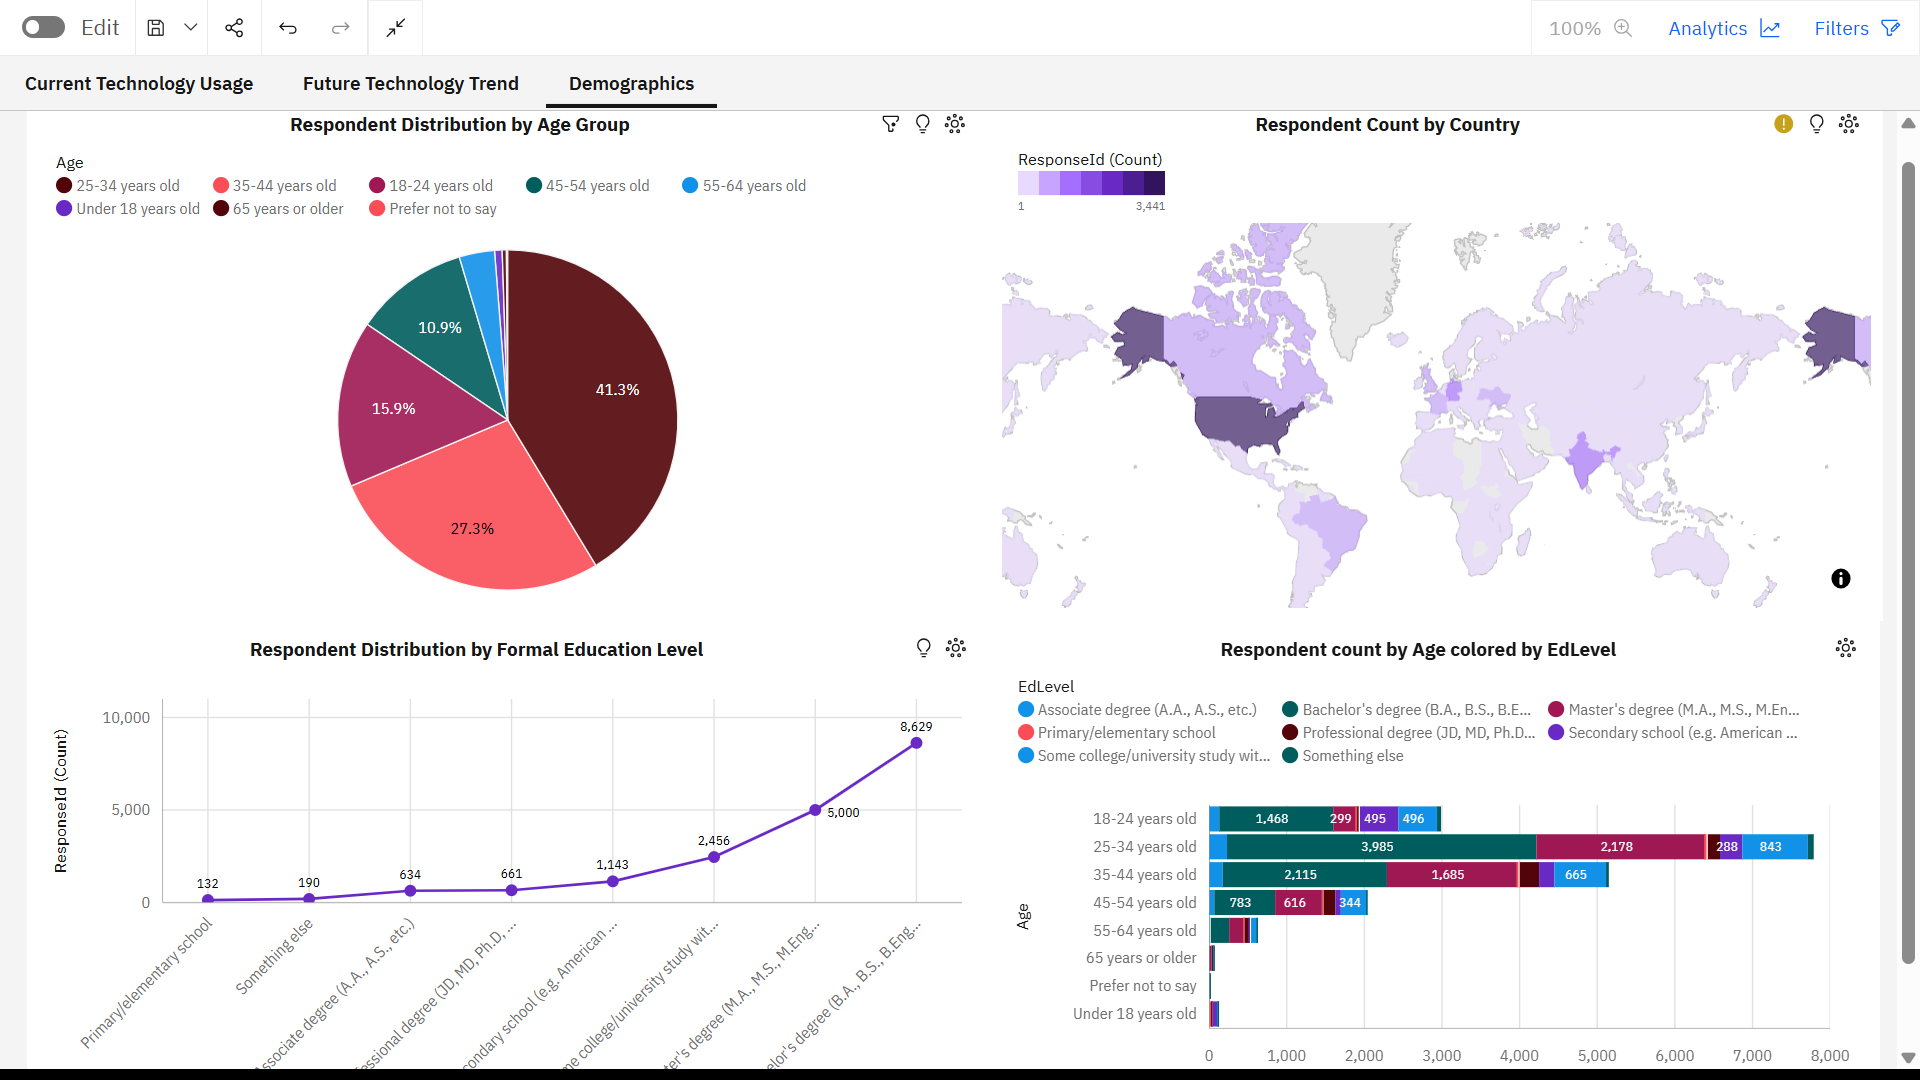 Edit
100%
Analytics
Filters
Current Technology Usage
Future Technology Trend
Demographics
Respondent Distribution by Age Group
Age
25-34 years old
35-44 years old
18-24 years old
45-54 years old
55-64 years old
Under 18 years old
65 years or older
Prefer not to say
41.3%
27.3%
15.9%
10.9%
Respondent Count by Country
ResponseId (Count)
1
3,441
Respondent Distribution by Formal Education Level
ResponseId (Count)
10,000
5,000
0
132
190
634
661
1,143
2,456
5,000
8,629
Primary/elementary school
Something else
Associate degree (A.A., A.S., etc.)
essional degree (JD, MD, Ph.D, ...
condary school (e.g. American ...
me college/university study wit...
ter's degree (M.A., M.S., M.Eng...
helor's degree (B.A., B.S., B.Eng...
Respondent count by Age colored by EdLevel
EdLevel
Associate degree (A.A., A.S., etc.)
Bachelor's degree (B.A., B.S., B.E...
Master's degree (M.A., M.S., M.En...
Primary/elementary school
Professional degree (JD, MD, Ph.D...
Secondary school (e.g. American ...
Some college/university study wit...
Something else
Age
18-24 years old
1,468
299
495
496
25-34 years old
3,985
2,178
288
843
35-44 years old
2,115
1,685
665
45-54 years old
783
616
344
55-64 years old
65 years or older
Prefer not to say
Under 18 years old
0
1,000
2,000
3,000
4,000
5,000
6,000
7,000
8,000